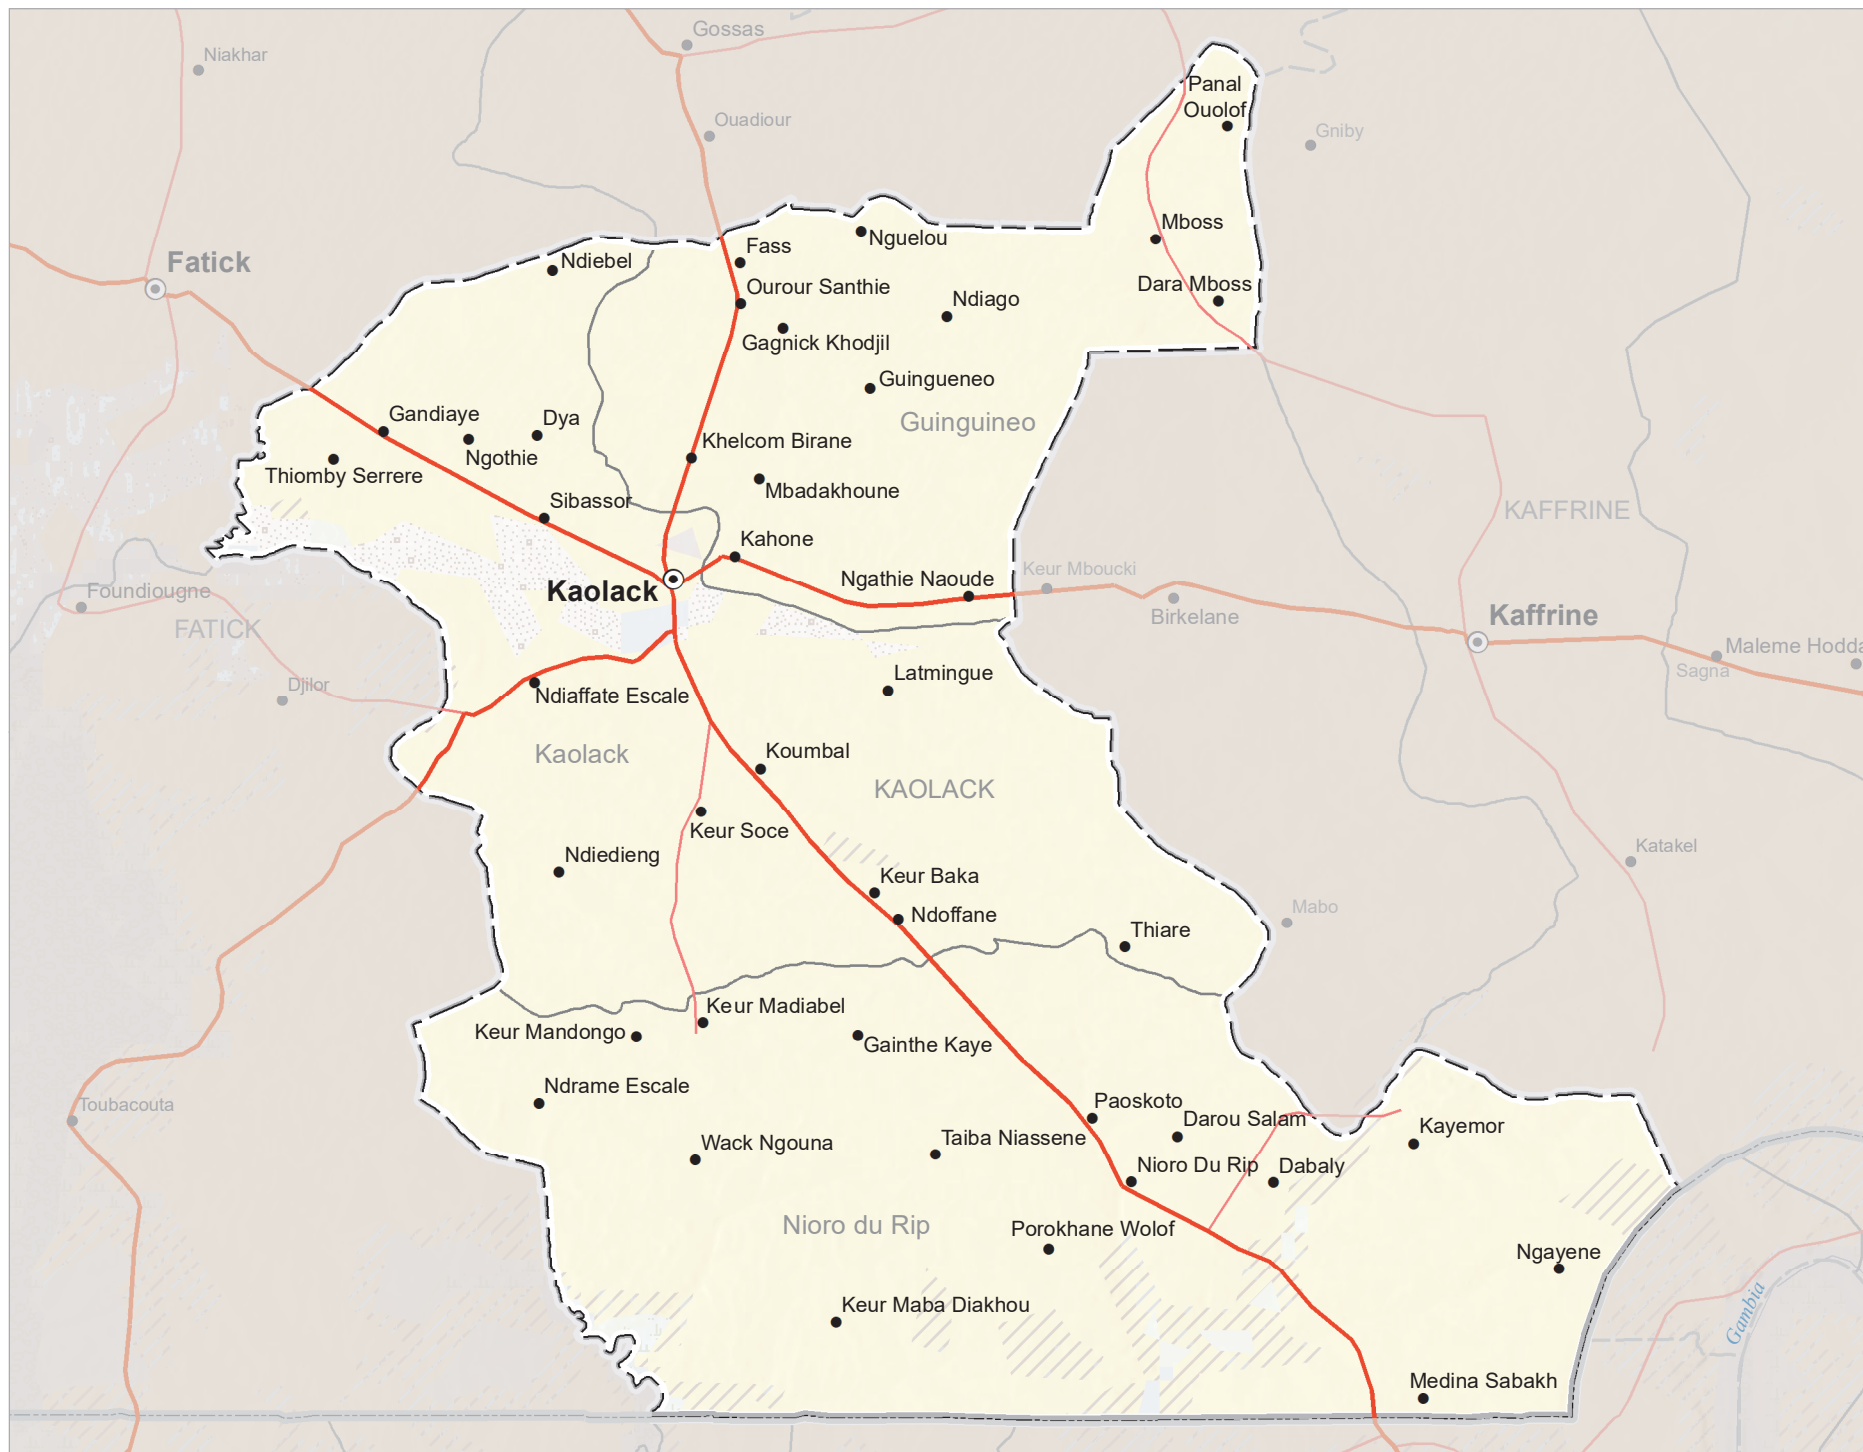 Gossas
Niakhar
Panal
Ouolof
Ouadiour
Gniby
Mboss
Nguelou
Fass
Fatick
Ndiebel
Dara Mboss
Ourour Santhie
Ndiago
Gagnick Khodjil
Guingueneo
Gandiaye
Dya
Guinguineo
Khelcom Birane
Ngothie
Thiomby Serrere
Mbadakhoune
Sibassor
KAFFRINE
Kahone
Keur Mboucki
Ngathie Naoude
Kaolack
Foundiougne
Birkelane
Kaffrine
FATICK
Maleme Hodda
Sagna
Latmingue
Djilor
Ndiaffate Escale
Kaolack
Koumbal
KAOLACK
Keur Soce
Katakel
Ndiedieng
Keur Baka
Mabo
Ndoffane
Thiare
Keur Madiabel
Keur Mandongo
Gainthe Kaye
Ndrame Escale
Paoskoto
Toubacouta
Darou Salam
Kayemor
Taiba Niassene
Wack Ngouna
Nioro Du Rip
Dabaly
Nioro du Rip
Porokhane Wolof
Ngayene
Keur Maba Diakhou
Gambia
Medina Sabakh